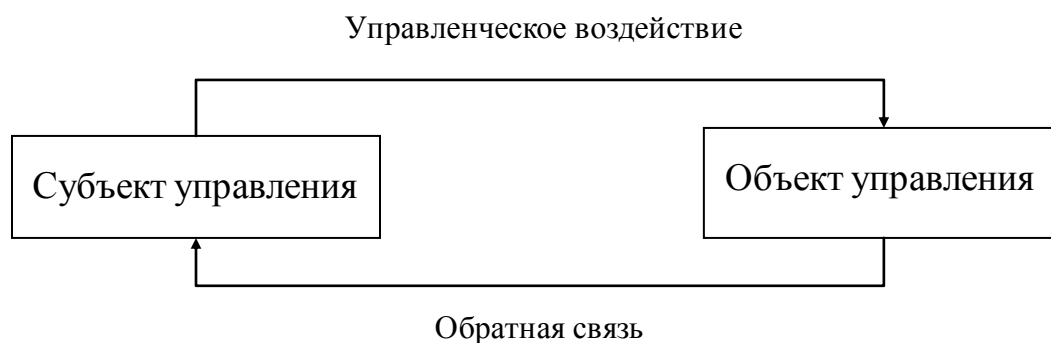 Управленческое воздействие
Субъект управления
Объект управления
Обратная связь